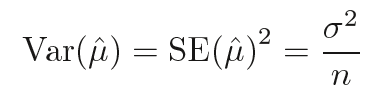 Var(μ̂) = SE(μ̂)² = σ²/n